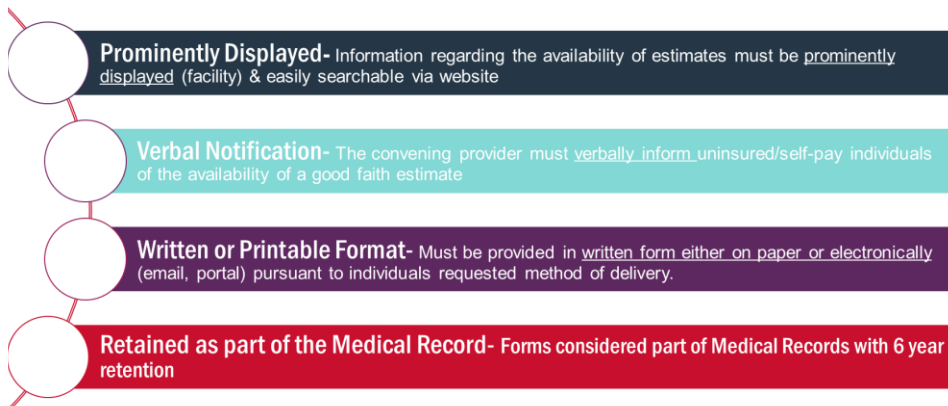 Prominently Displayed- Information regarding the availability of estimates must be prominently
displayed (facility) & easily searchable via website
Verbal Notification- The convening provider must verbally inform uninsured/self-pay individuals
of the availability of a good faith estimate
Written or Printable Format- Must be provided in written form either on paper or electronically
(email, portal) pursuant to individuals requested method of delivery.
Retained as part of the Medical Record- Forms considered part of Medical Records with 6 year
retention